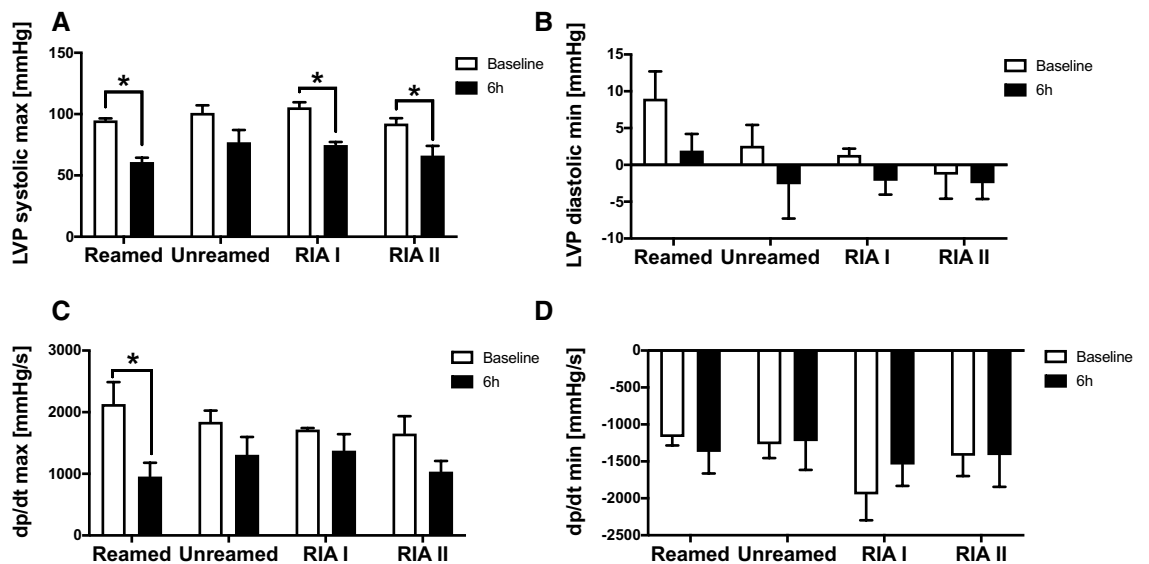 A
LVP systolic max [mmHg]
150
100
50
0
*
*
*
Baseline
6h
Reamed Unreamed RIA I RIA II
B
LVP diastolic min [mmHg]
15
10
5
0
-5
-10
Baseline
6h
Reamed Unreamed RIA I RIA II
C
dp/dt max [mmHg/s]
3000
2000
1000
0
*
Baseline
6h
Reamed Unreamed RIA I RIA II
D
dp/dt min [mmHg/s]
0
-500
-1000
-1500
-2000
-2500
Baseline
6h
Reamed Unreamed RIA I RIA II